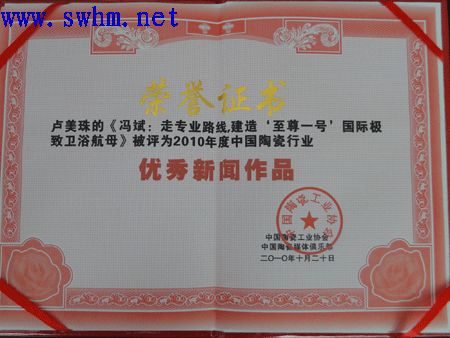 www.swhm.net
荣誉证书
卢美珠的《冯斌：走专业路线,建造‘至尊一号’国际极
致卫浴航母》被评为2010年度中国陶瓷行业
优秀新闻作品
中国陶瓷工业协会
中国陶瓷工业协会
中国陶瓷媒体俱乐部
二〇一〇年十月二十日